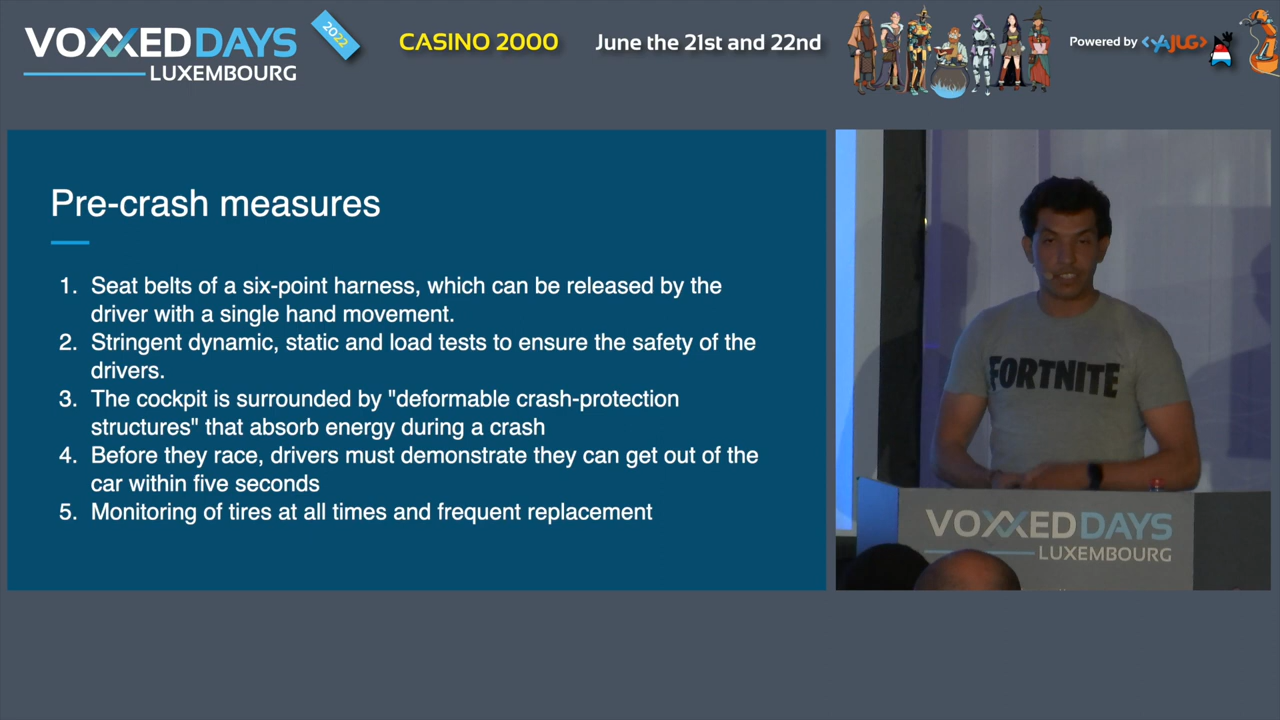 VOXXED DAYS
LUXEMBOURG
2022
CASINO 2000
June the 21st and 22nd
Powered by <YAJUG>
Pre-crash measures
1. Seat belts of a six-point harness, which can be released by the
driver with a single hand movement.
2. Stringent dynamic, static and load tests to ensure the safety of the
drivers.
3. The cockpit is surrounded by "deformable crash-protection
structures" that absorb energy during a crash
4. Before they race, drivers must demonstrate they can get out of the
car within five seconds
5. Monitoring of tires at all times and frequent replacement
FORTNITE
VOXXED DAYS
LUXEMBOURG